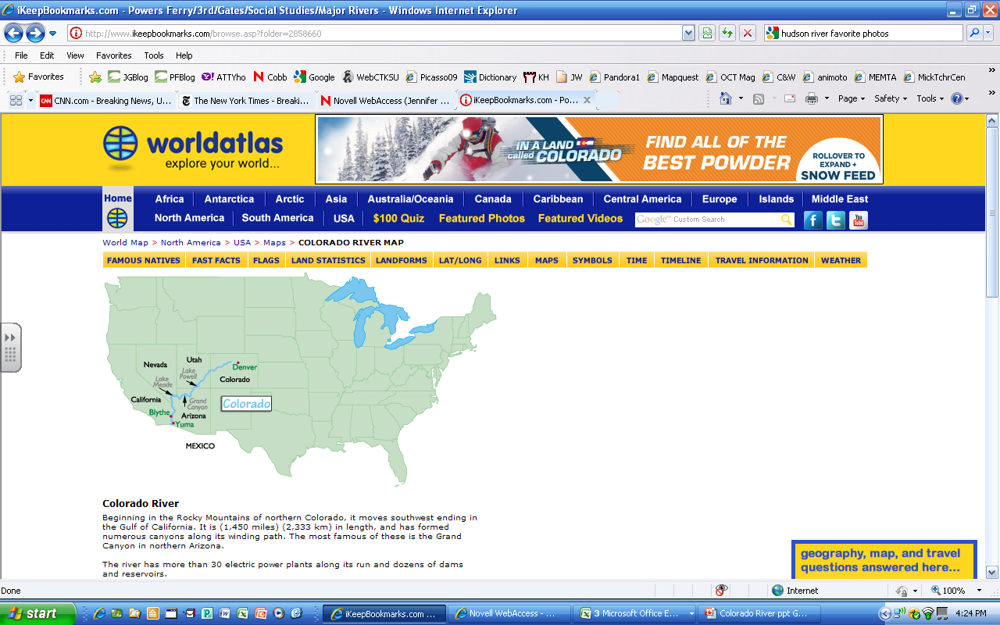 iKeepBookmarks.com - Powers Ferry/3rd/Gates/Social Studies/Major Rivers - Windows Internet Explorer
http://www.ikeepbookmarks.com/browse.asp?folder=2858660
hudson river favorite photos
File Edit View Favorites Tools Help
Favorites JGBlog PFBlog ATTYho Cobb Google WebCTKSU Picasso09 Dictionary KH JW Pandora1 Mapquest OCT Mag C&W animoto MEMTA MickTchrCen
CNN.com - Breaking News, U... The New York Times - Breaki... Novell WebAccess (Jennifer ... iKeepBookmarks.com - Po... Page Safety Tools
worldatlas
explore your world...
IN A LAND
called COLORADO
FIND ALL OF THE
BEST POWDER
ROLLOVER TO
EXPAND +
SNOW FEED
Home Africa Antarctica Arctic Asia Australia/Oceania Canada Caribbean Central America Europe Islands Middle East
North America South America USA $100 Quiz Featured Photos Featured Videos Google™ Custom Search
You Tube
World Map > North America > USA > Maps > COLORADO RIVER MAP
FAMOUS NATIVES FAST FACTS FLAGS LAND STATISTICS LANDFORMS LAT/LONG LINKS MAPS SYMBOLS TIME TIMELINE TRAVEL INFORMATION WEATHER
Nevada
Utah
Denver
Lake
Powell
Lake
Meade
Colorado
California
Grand
Canyon
Colorado
Blythe
Arizona
Yuma
MEXICO
Colorado River
Beginning in the Rocky Mountains of northern Colorado, it moves southwest ending in
the Gulf of California. It is (1,450 miles) (2,333 km) in length, and has formed
numerous canyons along its winding path. The most famous of these is the Grand
Canyon in northern Arizona.
The river has more than 30 electric power plants along its run and dozens of dams
and reservoirs.
geography, map, and travel
questions answered here...
Done Internet 100%
start iKeepBookmarks.com ... Novell WebAccess - ... 3 Microsoft Office E... Colorado River ppt G... 4:24 PM